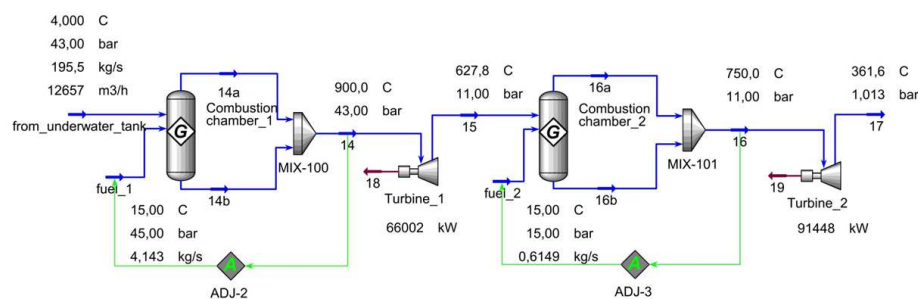 4,000 C
43,00 bar
195,5 kg/s
12657 m3/h
from_underwater_tank
fuel_1
G
Combustion
chamber_1
14a
14b
MIX-100
900,0 C
43,00 bar
14
18
Turbine_1
66002 kW
15,00 C
45,00 bar
4,143 kg/s
A
ADJ-2
627,8 C
11,00 bar
15
fuel_2
G
Combustion
chamber_2
16a
16b
MIX-101
750,0 C
11,00 bar
16
19
Turbine_2
91448 kW
361,6 C
1,013 bar
17
15,00 C
15,00 bar
0,6149 kg/s
A
ADJ-3